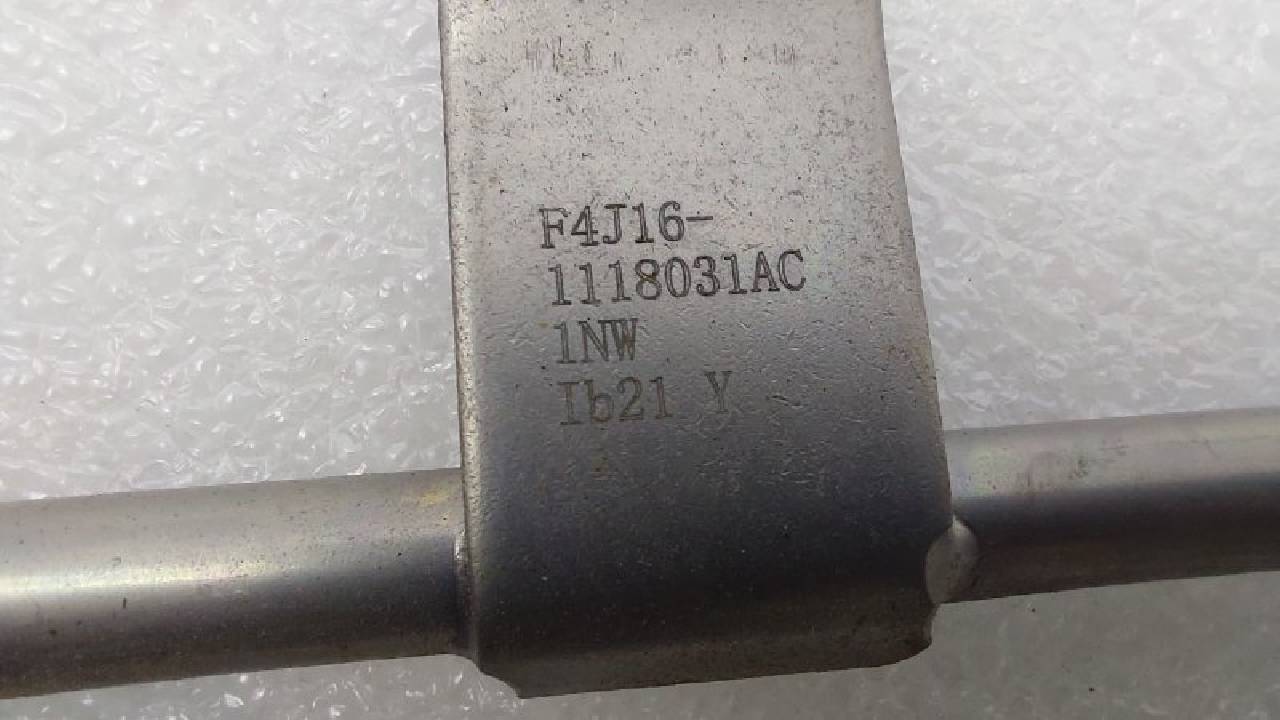 F4J16-
1118031AC
1NW
Ib21 Y